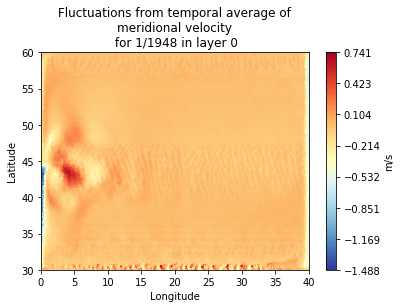 Fluctuations from temporal average of
meridional velocity
for 1/1948 in layer 0
60
55
50
45
40
35
30
Latitude
0 5 10 15 20 25 30 35 40
Longitude
0.741
0.423
0.104
−0.214
−0.532
−0.851
−1.169
−1.488
m/s